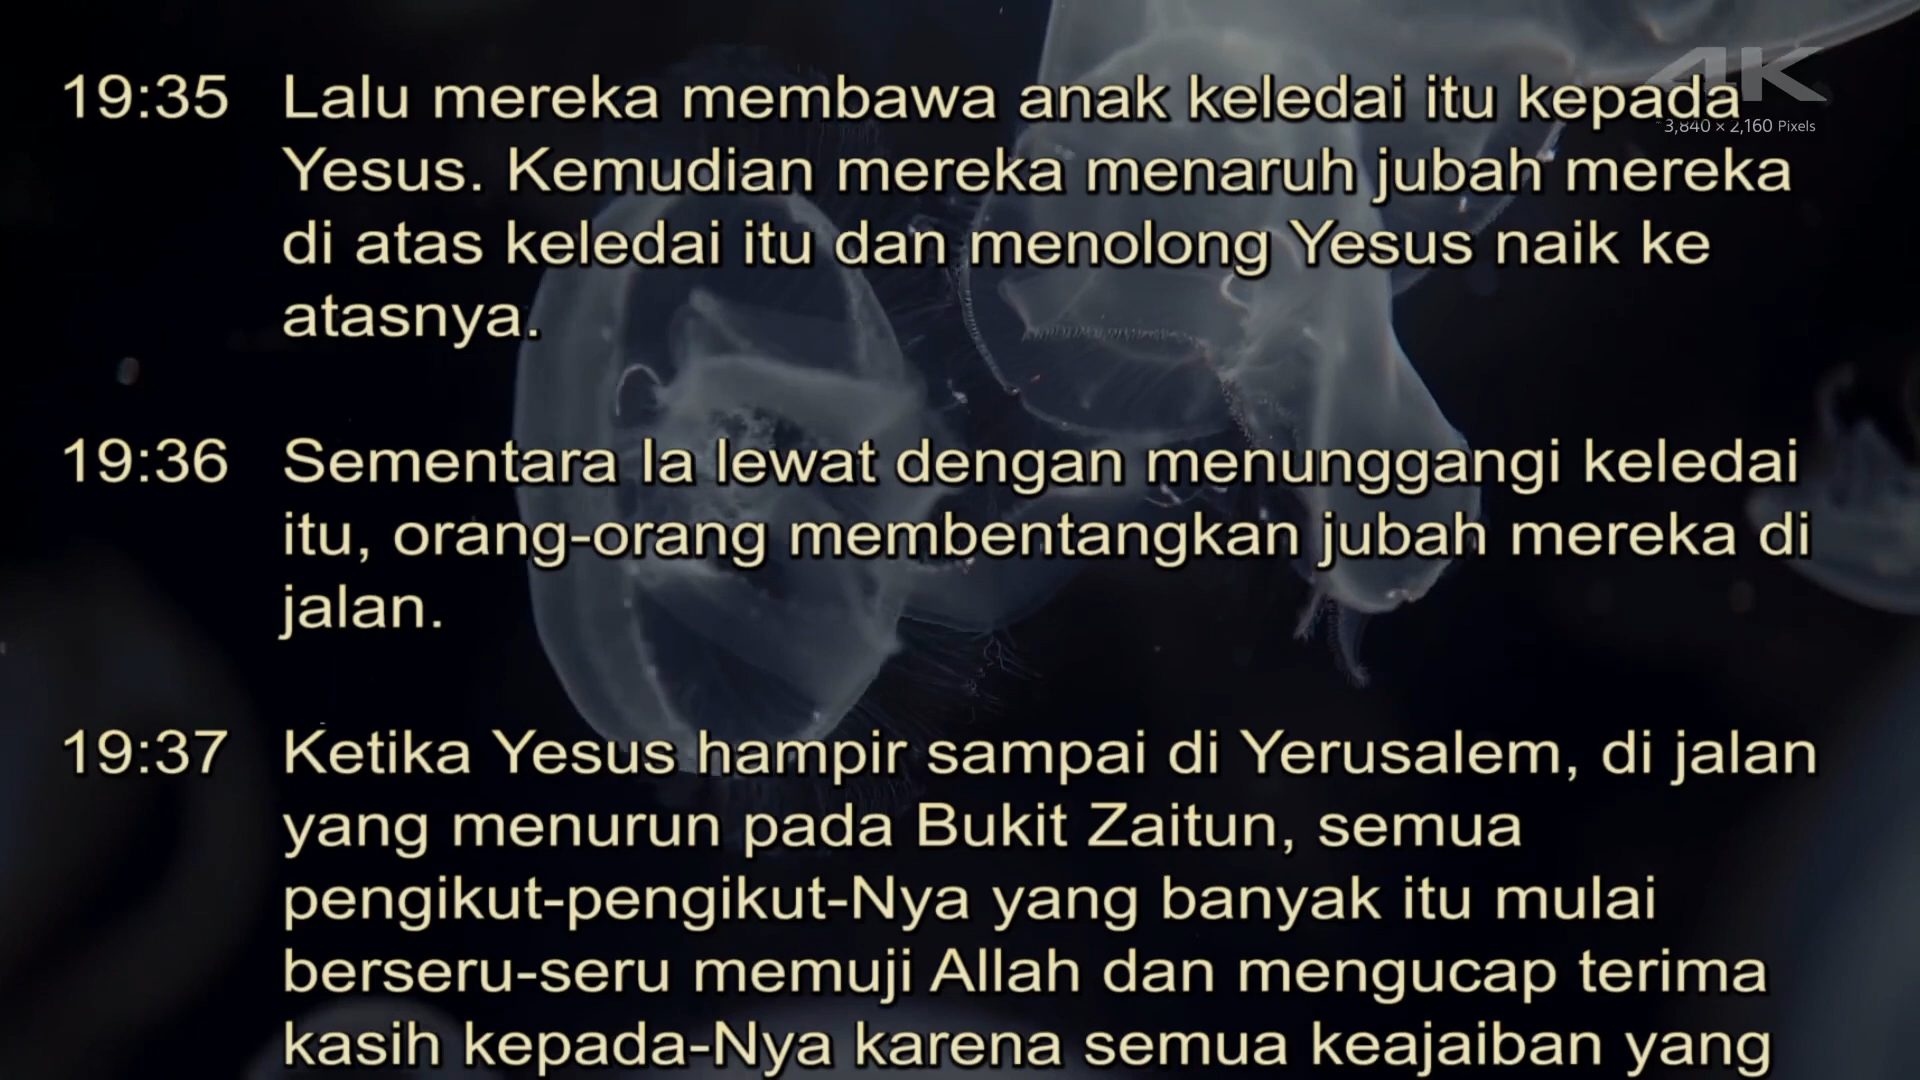 19:35 Lalu mereka membawa anak keledai itu kepada
Yesus. Kemudian mereka menaruh jubah mereka
di atas keledai itu dan menolong Yesus naik ke
atasnya.
19:36 Sementara Ia lewat dengan menunggangi keledai
itu, orang-orang membentangkan jubah mereka di
jalan.
19:37 Ketika Yesus hampir sampai di Yerusalem, di jalan
yang menurun pada Bukit Zaitun, semua
pengikut-pengikut-Nya yang banyak itu mulai
berseru-seru memuji Allah dan mengucap terima
kasih kepada-Nya karena semua keajaiban yang
4K
3,840 × 2,160 Pixels